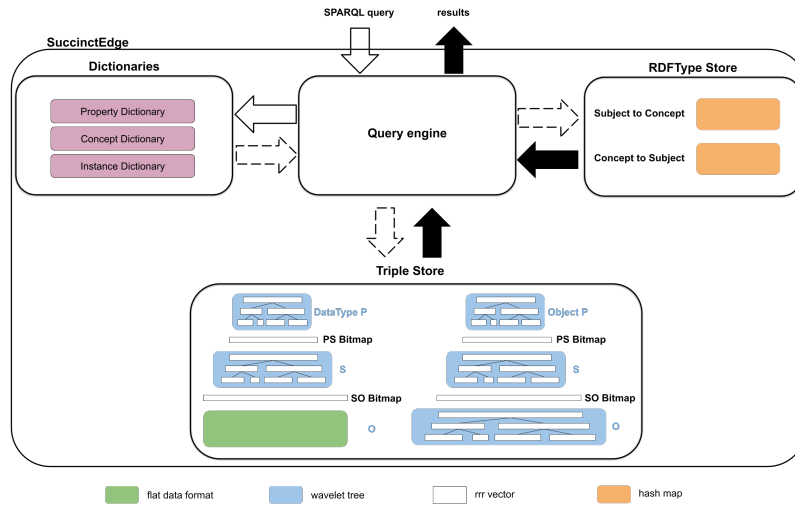 SPARQL query
results
SuccinctEdge
Dictionaries
Property Dictionary
Concept Dictionary
Instance Dictionary
Query engine
RDFType Store
Subject to Concept
Concept to Subject
Triple Store
DataType P
Object P
PS Bitmap
PS Bitmap
S
S
SO Bitmap
SO Bitmap
O
O
flat data format
wavelet tree
rrr vector
hash map